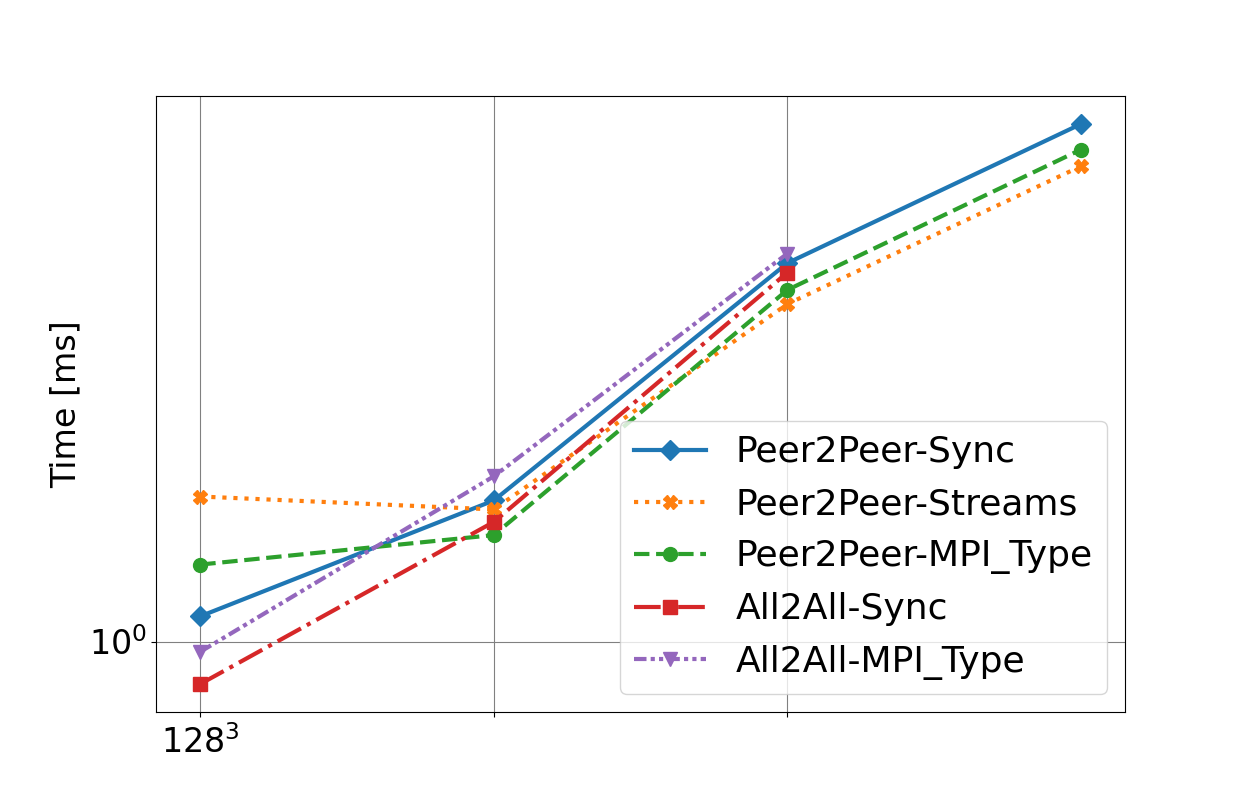 Time [ms]
10⁰
128³
Peer2Peer-Sync
Peer2Peer-Streams
Peer2Peer-MPI_Type
All2All-Sync
All2All-MPI_Type